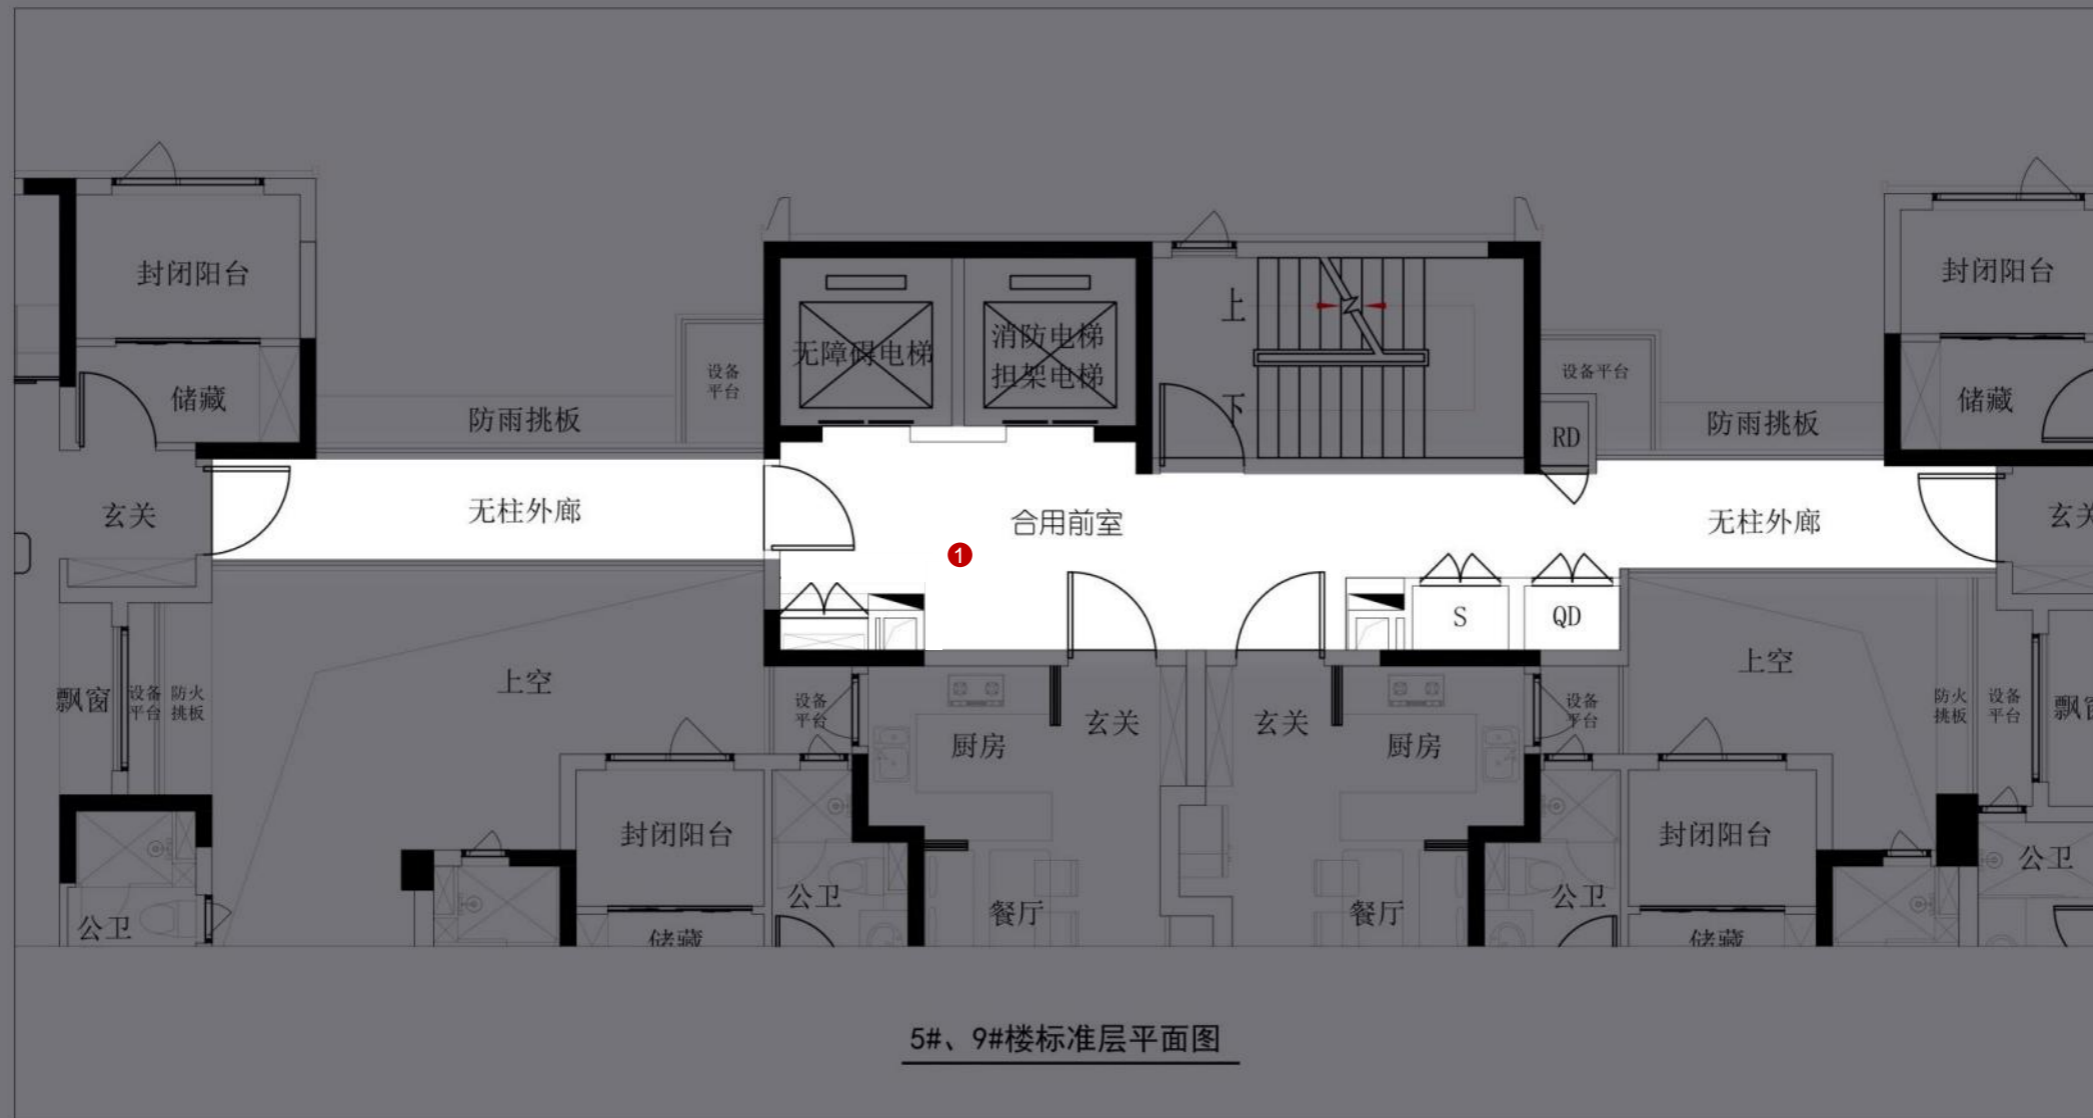 封闭阳台
封闭阳台
无障碍电梯
消防电梯
担架电梯
上
下
设备
平台
设备平台
储藏
储藏
防雨挑板
防雨挑板
RD
玄关
无柱外廊
合用前室
无柱外廊
玄关
1
S
QD
上空
上空
飘窗
设备
平台
防火
挑板
设备
平台
设备
平台
防火
挑板
设备
平台
玄关
玄关
厨房
厨房
封闭阳台
封闭阳台
公卫
公卫
公卫
公卫
餐厅
餐厅
储藏
储藏
5#、9#楼标准层平面图